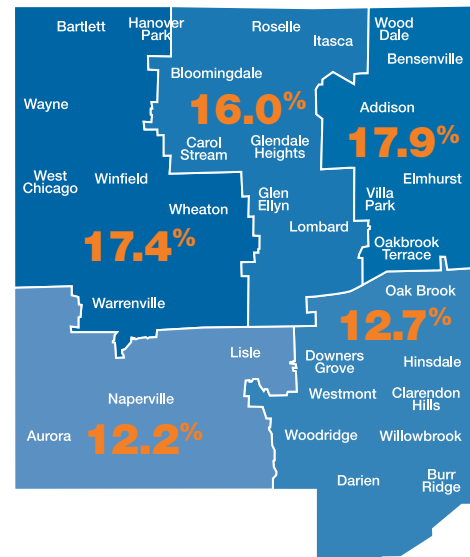 Bartlett
Hanover
Park
Roselle
Itasca
Wood
Dale
Bensenville
Bloomingdale
Wayne
16.0%
Addison
17.9%
Carol
Stream
Glendale
Heights
West
Chicago
Winfield
Elmhurst
Glen
Ellyn
Villa
Park
Wheaton
Lombard
17.4%
Oakbrook
Terrace
Warrenville
Oak Brook
12.7%
Lisle
Downers
Grove
Hinsdale
Naperville
Westmont
Clarendon
Hills
Aurora
12.2%
Woodridge
Willowbrook
Darien
Burr
Ridge